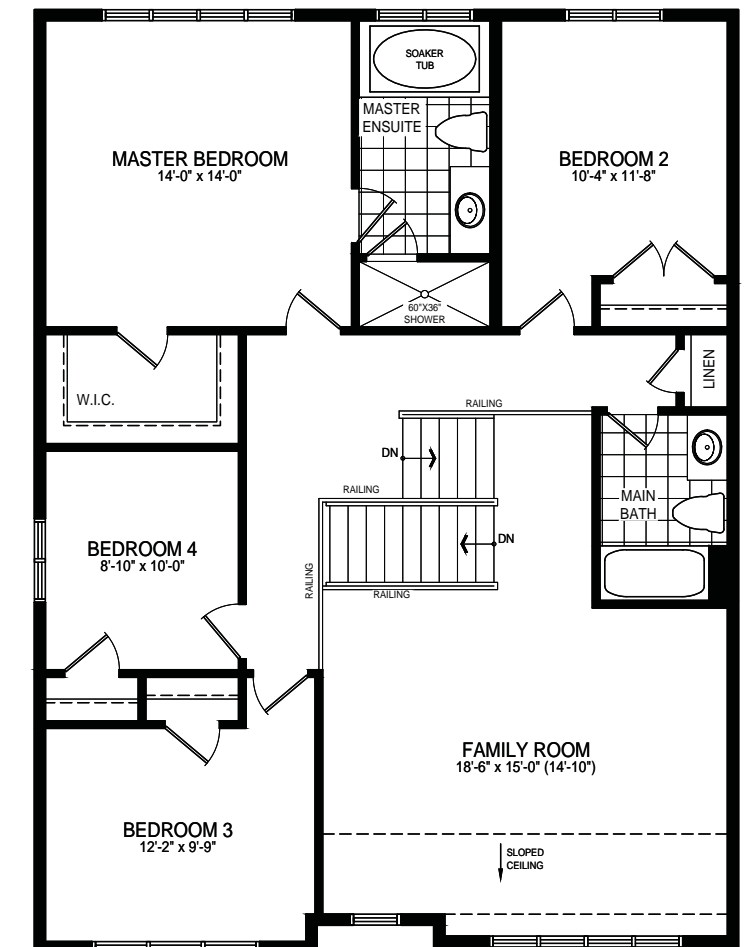 SOAKER
TUB
MASTER
ENSUITE
MASTER BEDROOM
14'-0" x 14'-0"
BEDROOM 2
10'-4" x 11'-8"
60"X36"
SHOWER
LINEN
W.I.C.
RAILING
DN
RAILING
MAIN
BATH
DN
BEDROOM 4
8'-10" x 10'-0"
RAILING
RAILING
FAMILY ROOM
18'-6" x 15'-0" (14'-10")
BEDROOM 3
12'-2" x 9'-9"
SLOPED
CEILING